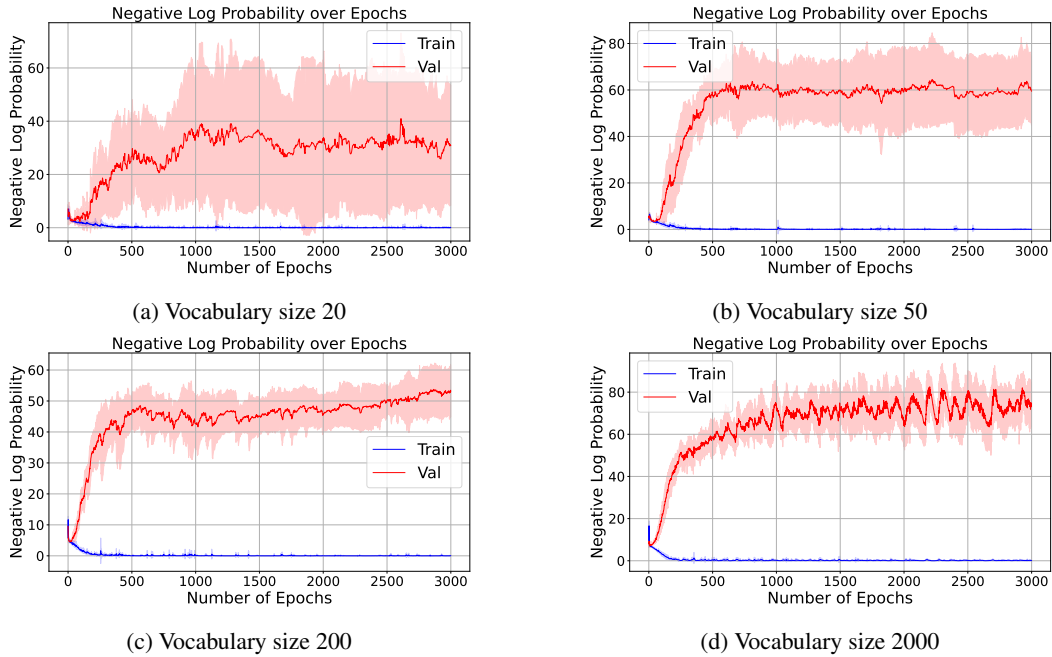 Negative Log Probability over Epochs
Negative Log Probability
60
40
20
0
Train
Val
0 500 1000 1500 2000 2500 3000
Number of Epochs
(a) Vocabulary size 20
Negative Log Probability over Epochs
Negative Log Probability
80
60
40
20
0
Train
Val
0 500 1000 1500 2000 2500 3000
Number of Epochs
(b) Vocabulary size 50
Negative Log Probability over Epochs
Negative Log Probability
60
50
40
30
20
10
0
Train
Val
0 500 1000 1500 2000 2500 3000
Number of Epochs
(c) Vocabulary size 200
Negative Log Probability over Epochs
Negative Log Probability
80
60
40
20
0
Train
Val
0 500 1000 1500 2000 2500 3000
Number of Epochs
(d) Vocabulary size 2000